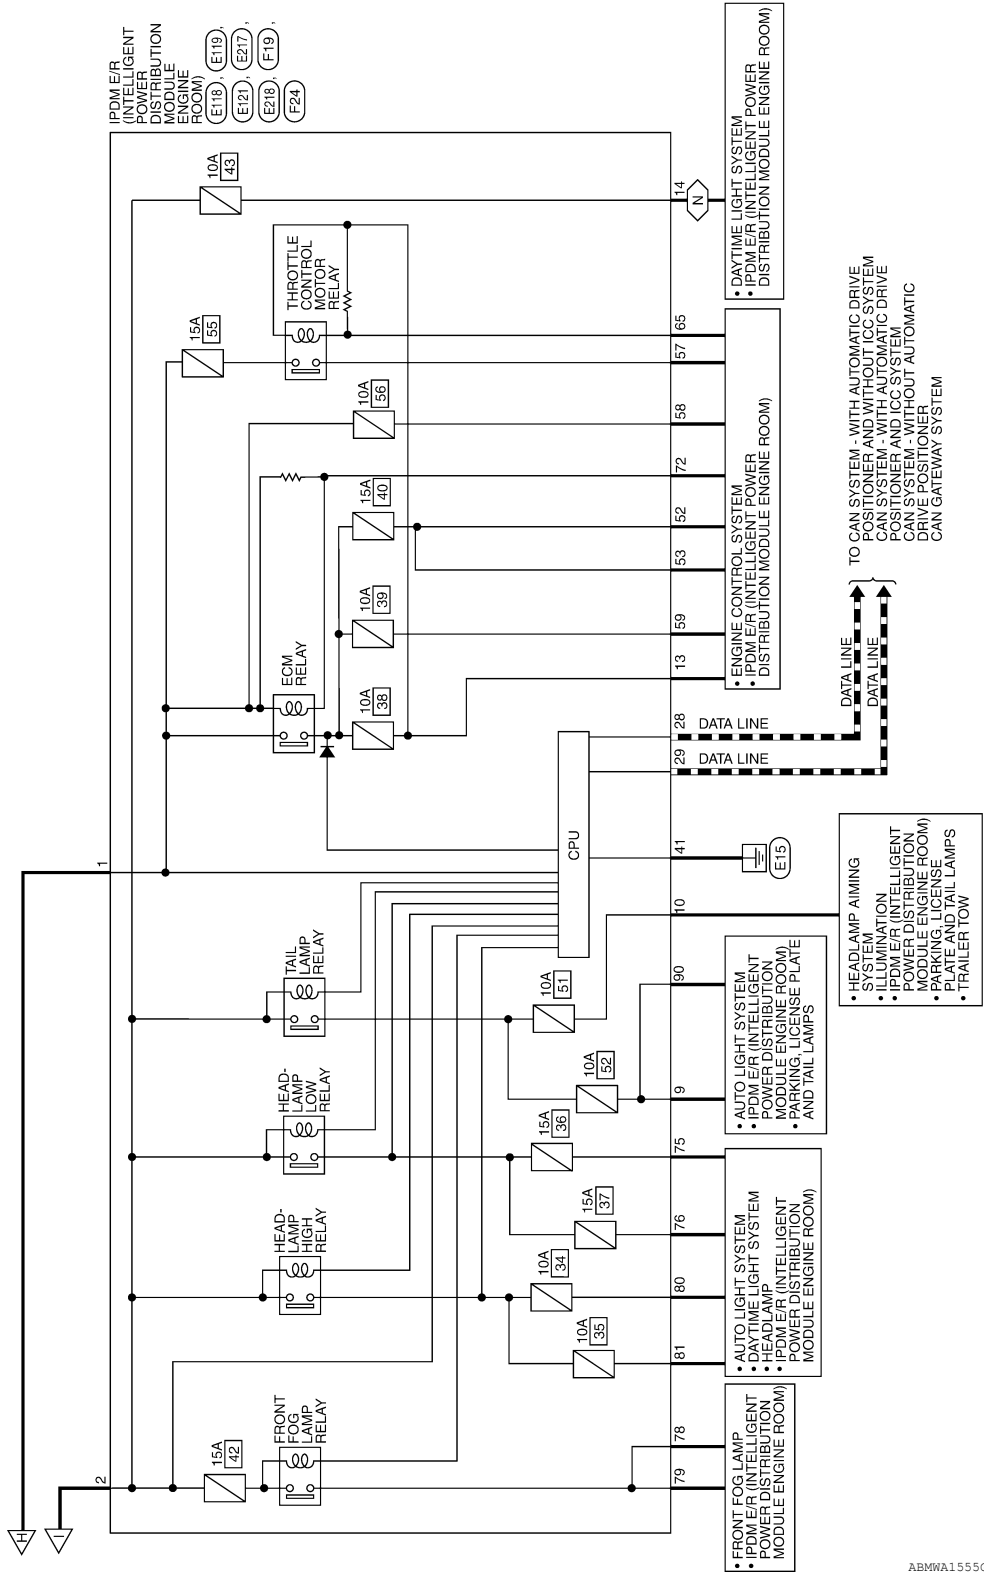 IPDM E/R
(INTELLIGENT
POWER
DISTRIBUTION
MODULE
ENGINE
ROOM)
E118 , E119 ,
E121 , E217 ,
E218 , F19 ,
F24
H
I
1
2
10A
43
THROTTLE
CONTROL
MOTOR
RELAY
15A
55
10A
56
15A
40
10A
39
ECM
RELAY
10A
38
CPU
TAIL
LAMP
RELAY
10A
51
HEAD-
LAMP
LOW
RELAY
10A
52
15A
36
15A
37
HEAD-
LAMP
HIGH
RELAY
10A
34
10A
35
FRONT
FOG
LAMP
RELAY
15A
42
14
N
65
57
58
72
52
53
59
13
28
DATA LINE
29
DATA LINE
DATA LINE
DATA LINE
41
E15
10
90
9
75
76
80
81
78
79
• DAYTIME LIGHT SYSTEM
• IPDM E/R (INTELLIGENT POWER
DISTRIBUTION MODULE ENGINE ROOM)
• ENGINE CONTROL SYSTEM
• IPDM E/R (INTELLIGENT POWER
DISTRIBUTION MODULE ENGINE ROOM)
TO CAN SYSTEM - WITH AUTOMATIC DRIVE
POSITIONER AND WITHOUT ICC SYSTEM
CAN SYSTEM - WITH AUTOMATIC DRIVE
POSITIONER AND ICC SYSTEM
CAN SYSTEM - WITHOUT AUTOMATIC
DRIVE POSITIONER
CAN GATEWAY SYSTEM
• HEADLAMP AIMING
SYSTEM
• ILLUMINATION
• IPDM E/R (INTELLIGENT
POWER DISTRIBUTION
MODULE ENGINE ROOM)
• PARKING, LICENSE
PLATE AND TAIL LAMPS
• TRAILER TOW
• AUTO LIGHT SYSTEM
• IPDM E/R (INTELLIGENT
POWER DISTRIBUTION
MODULE ENGINE ROOM)
• PARKING, LICENSE PLATE
AND TAIL LAMPS
• AUTO LIGHT SYSTEM
• DAYTIME LIGHT SYSTEM
• HEADLAMP
• IPDM E/R (INTELLIGENT
POWER DISTRIBUTION
MODULE ENGINE ROOM)
• FRONT FOG LAMP
• IPDM E/R (INTELLIGENT
POWER DISTRIBUTION
MODULE ENGINE ROOM)